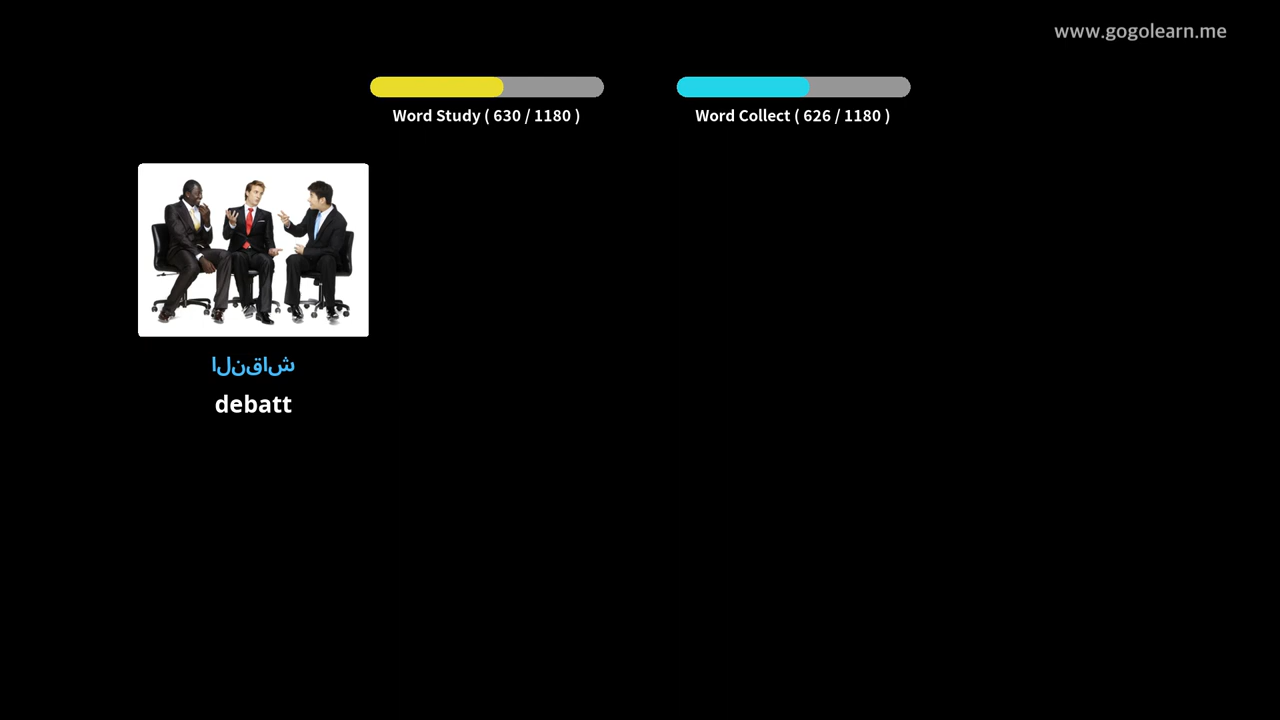 www.gogolearn.me
Word Study ( 630 / 1180 )
Word Collect ( 626 / 1180 )
النقاش
debatt